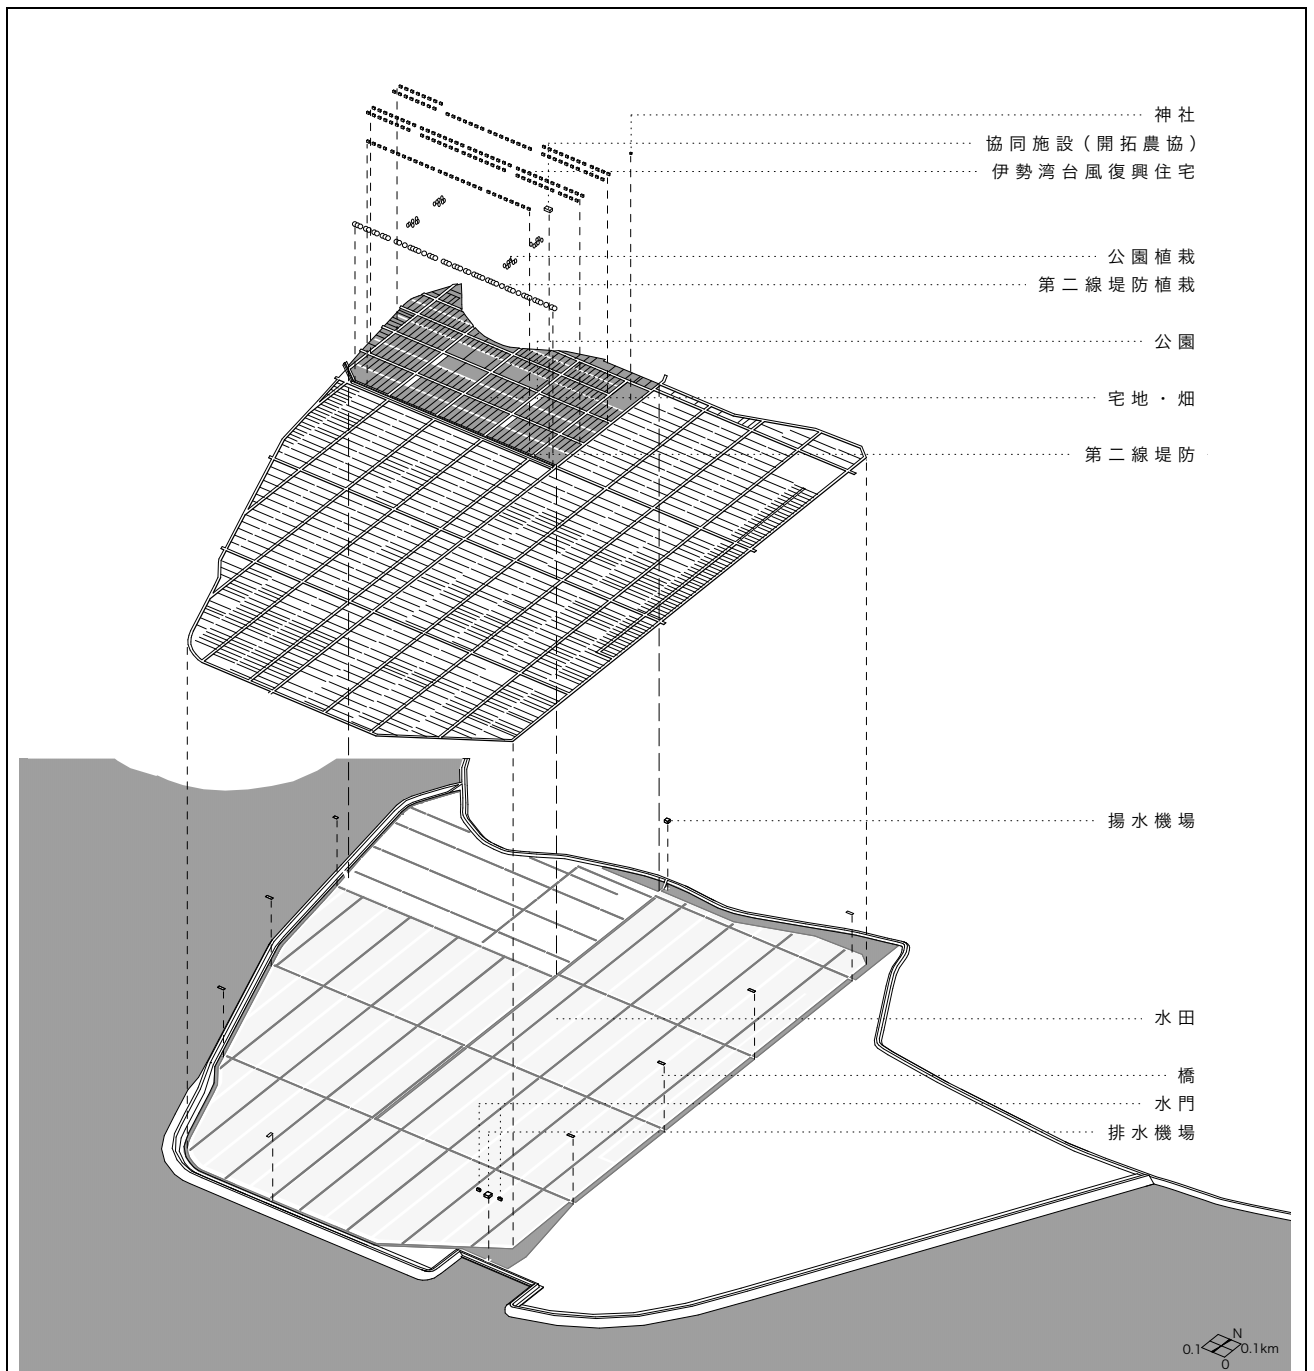 神社
協同施設(開拓農協)
伊勢湾台風復興住宅
公園植栽
第二線堤防植栽
公園
宅地・畑
第二線堤防
揚水機場
水田
橋
水門
排水機場
N
0.1 0.1km
0